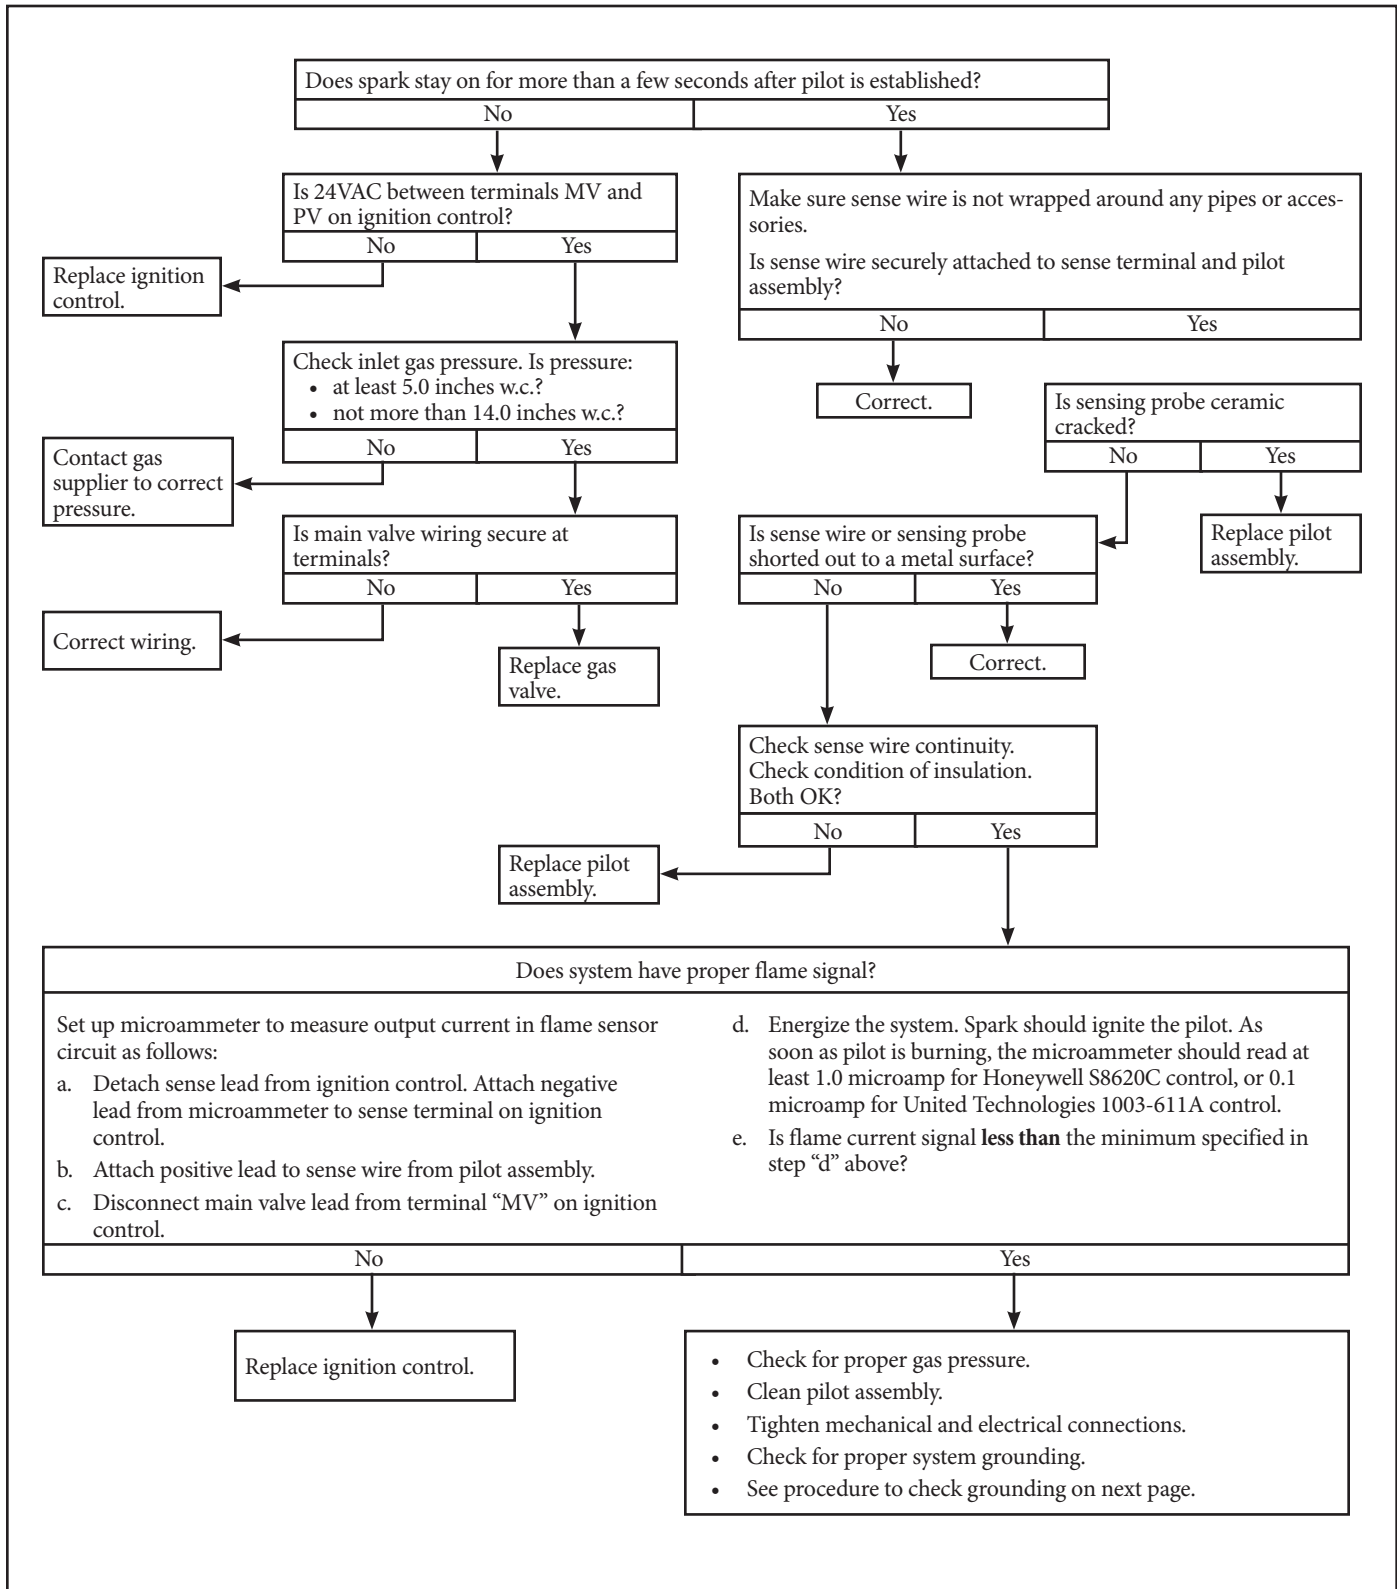 Does spark stay on for more than a few seconds after pilot is established?
No
Yes
Is 24VAC between terminals MV and
PV on ignition control?
No
Yes
Replace ignition
control.
Check inlet gas pressure. Is pressure:
• at least 5.0 inches w.c.?
• not more than 14.0 inches w.c.?
No
Yes
Contact gas
supplier to correct
pressure.
Is main valve wiring secure at
terminals?
No
Yes
Correct wiring.
Replace gas
valve.
Make sure sense wire is not wrapped around any pipes or acces-
sories.
Is sense wire securely attached to sense terminal and pilot
assembly?
No
Yes
Correct.
Is sensing probe ceramic
cracked?
No
Yes
Replace pilot
assembly.
Is sense wire or sensing probe
shorted out to a metal surface?
No
Yes
Correct.
Check sense wire continuity.
Check condition of insulation.
Both OK?
No
Yes
Replace pilot
assembly.
Does system have proper flame signal?
Set up microammeter to measure output current in flame sensor
circuit as follows:
a. Detach sense lead from ignition control. Attach negative
lead from microammeter to sense terminal on ignition
control.
b. Attach positive lead to sense wire from pilot assembly.
c. Disconnect main valve lead from terminal “MV” on ignition
control.
d. Energize the system. Spark should ignite the pilot. As
soon as pilot is burning, the microammeter should read at
least 1.0 microamp for Honeywell S8620C control, or 0.1
microamp for United Technologies 1003-611A control.
e. Is flame current signal less than the minimum specified in
step “d” above?
No
Yes
Replace ignition control.
• Check for proper gas pressure.
• Clean pilot assembly.
• Tighten mechanical and electrical connections.
• Check for proper system grounding.
• See procedure to check grounding on next page.